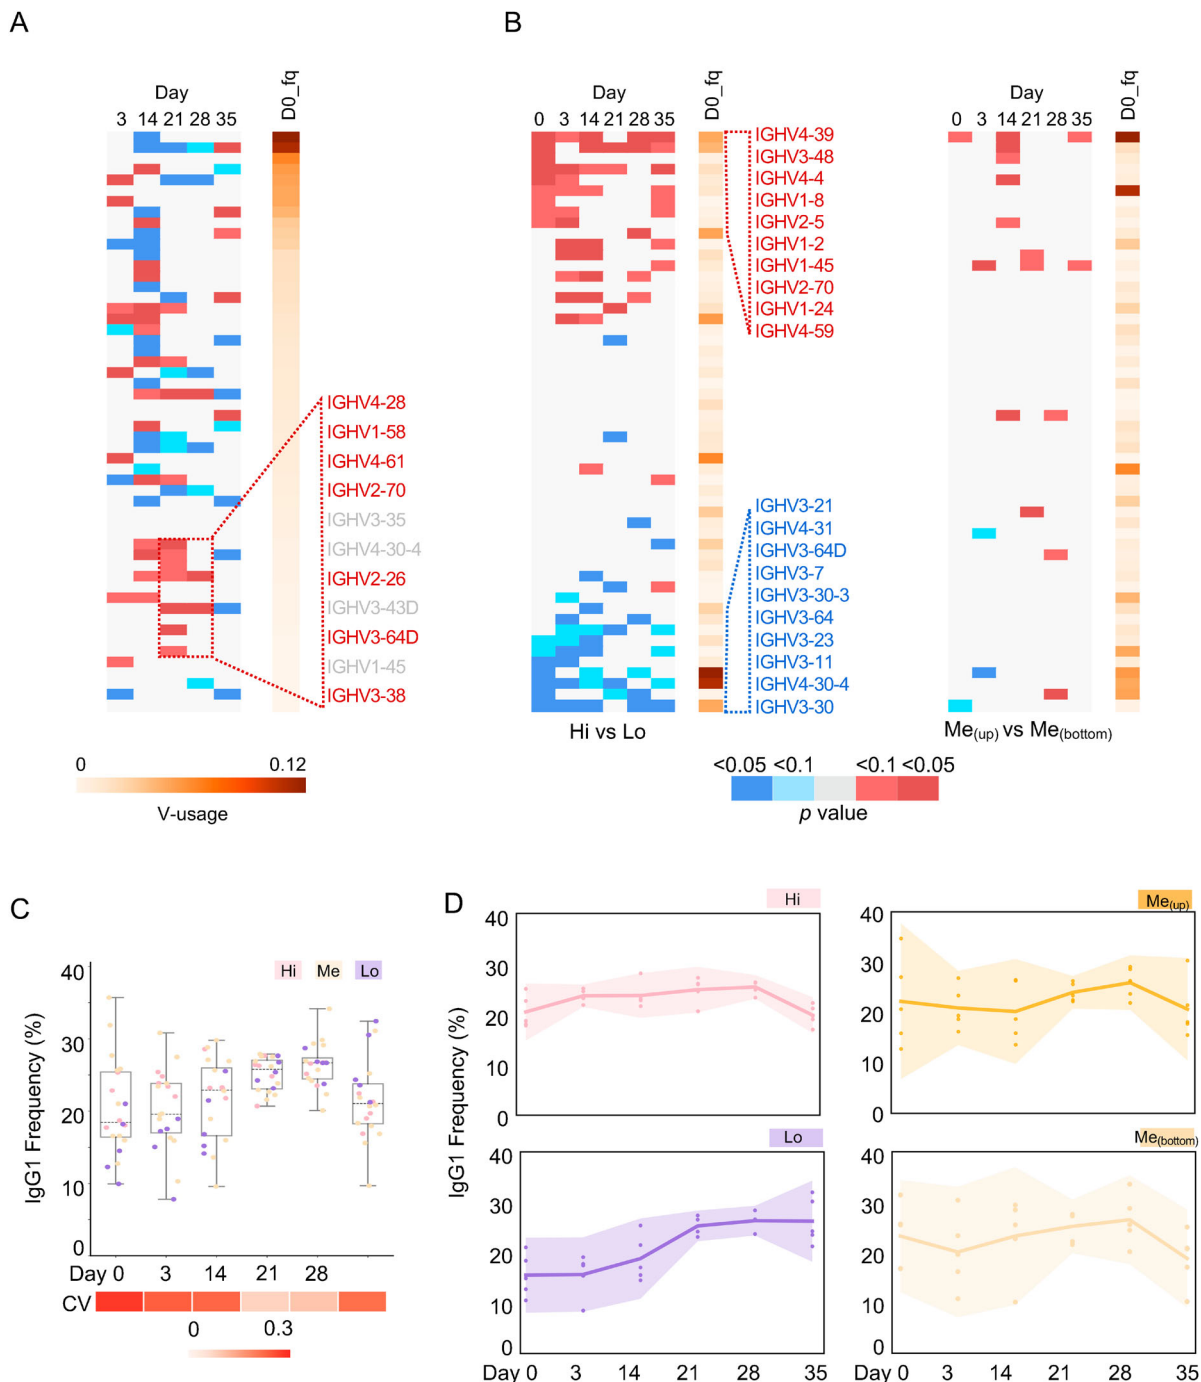 A
B
Day
3 14 21 28 35
D0_fq
Day
0 3 14 21 28 35
D0_fq
Day
0 3 14 21 28 35
D0_fq
IGHV4-28
IGHV1-58
IGHV4-61
IGHV2-70
IGHV3-35
IGHV4-30-4
IGHV2-26
IGHV3-43D
IGHV3-64D
IGHV1-45
IGHV3-38
IGHV4-39
IGHV3-48
IGHV4-4
IGHV1-8
IGHV2-5
IGHV1-2
IGHV1-45
IGHV2-70
IGHV1-24
IGHV4-59
IGHV3-21
IGHV4-31
IGHV3-64D
IGHV3-7
IGHV3-30-3
IGHV3-64
IGHV3-23
IGHV3-11
IGHV4-30-4
IGHV3-30
Hi vs Lo
Me(up) vs Me(bottom)
0 0.12
V-usage
<0.05 <0.1 <0.1 <0.05
p value
C
Hi Me Lo
IgG1 Frequency (%)
40
30
20
10
0
Day 0 3 14 21 28
CV
0 0.3
D
IgG1 Frequency (%)
Hi
40
30
20
10
0
Me(up)
40
30
20
10
0
Lo
40
30
20
10
0
Day 0 3 14 21 28 35
Me(bottom)
40
30
20
10
0
Day 0 3 14 21 28 35